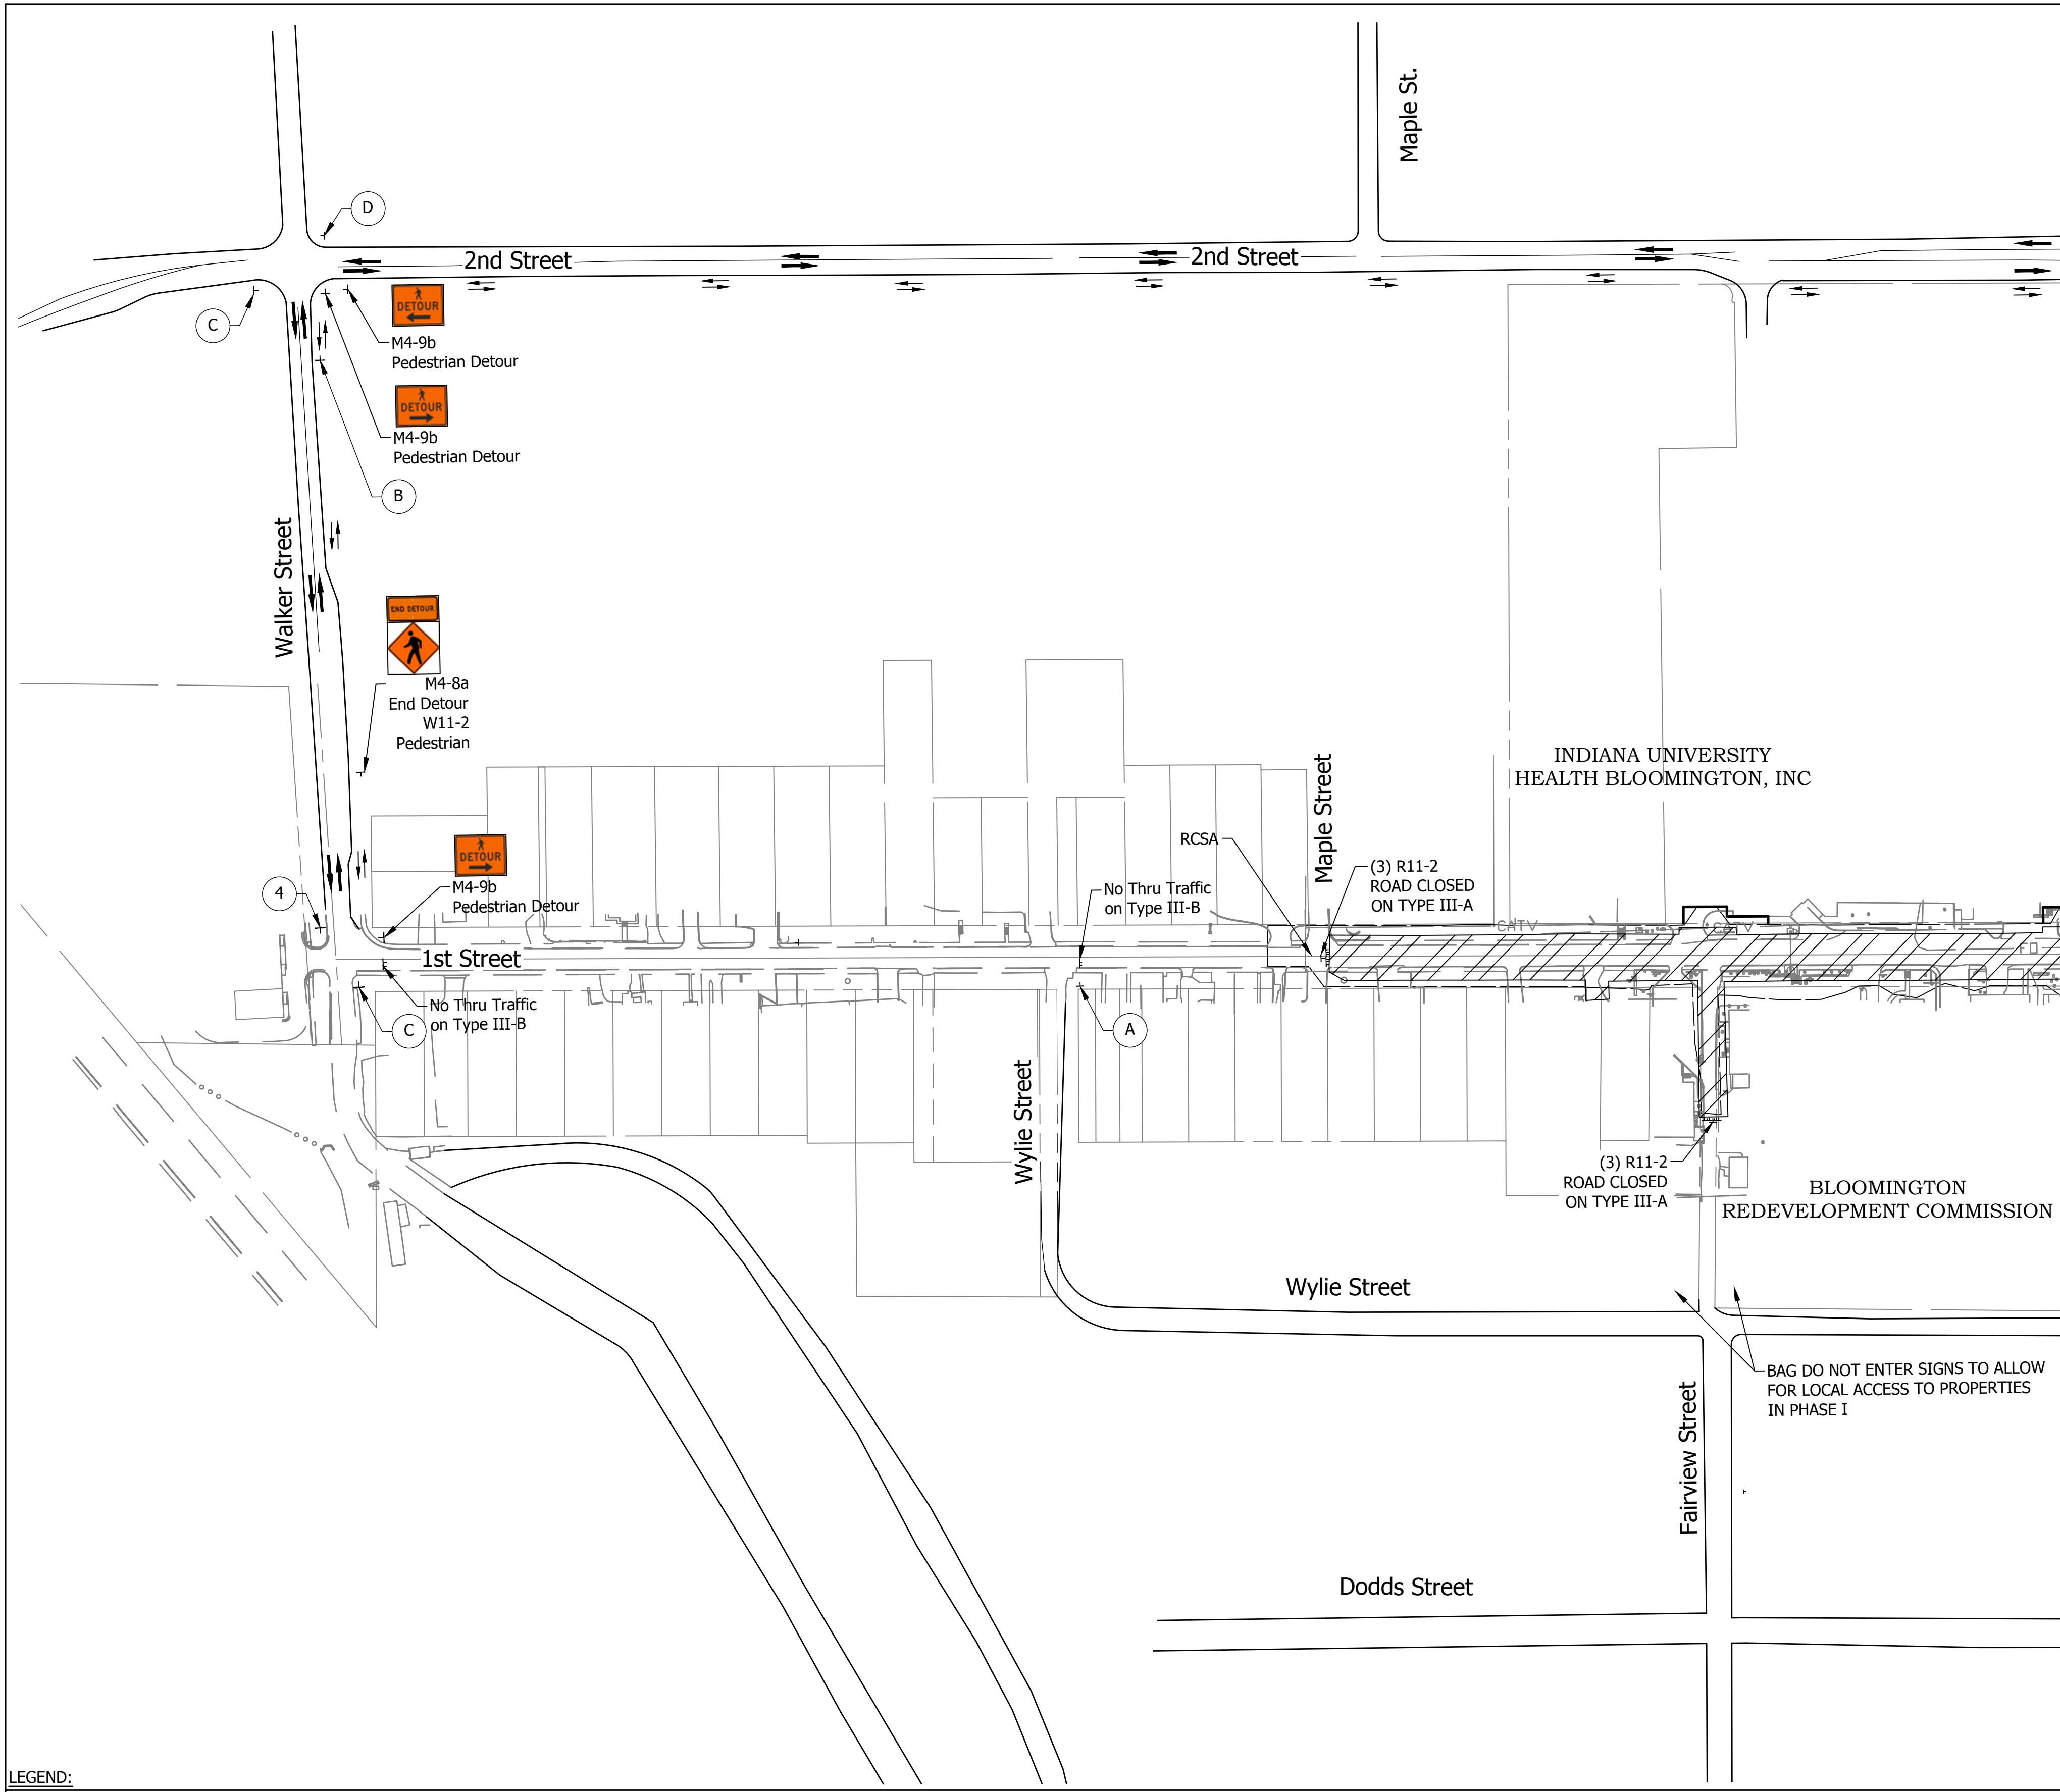 Maple St.
D
2nd Street
2nd Street
C
DETOUR
M4-9b
Pedestrian Detour
DETOUR
M4-9b
Pedestrian Detour
B
Walker Street
END DETOUR
M4-8a
End Detour
W11-2
Pedestrian
INDIANA UNIVERSITY
HEALTH BLOOMINGTON, INC
Maple Street
RCSA
(3) R11-2
ROAD CLOSED
ON TYPE III-A
DETOUR
M4-9b
Pedestrian Detour
4
No Thru Traffic
on Type III-B
CATV
1st Street
No Thru Traffic
on Type III-B
C
A
Wylie Street
(3) R11-2
ROAD CLOSED
ON TYPE III-A
BLOOMINGTON
REDEVELOPMENT COMMISSION
Wylie Street
BAG DO NOT ENTER SIGNS TO ALLOW
FOR LOCAL ACCESS TO PROPERTIES
IN PHASE I
Fairview Street
Dodds Street
LEGEND: